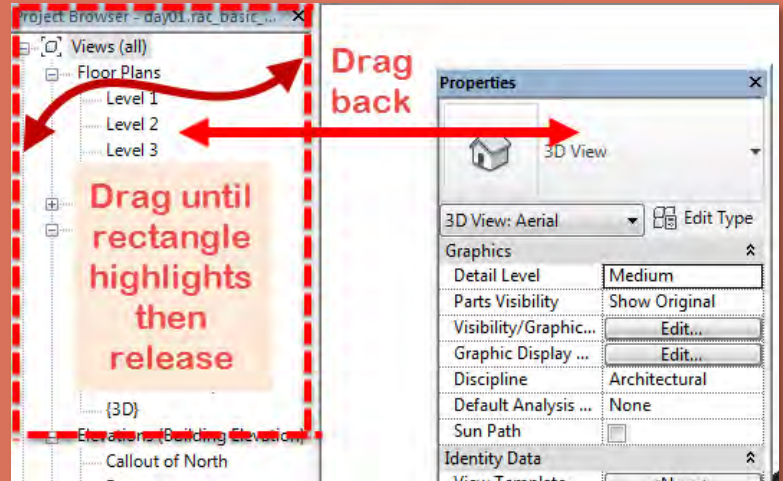 Project Browser - day01.rac_basic_...
Views (all)
Floor Plans
Level 1
Level 2
Level 3
Drag until
rectangle
highlights
then
release
{3D}
Elevations (Building Elevation)
Callout of North
Drag
back
Properties
3D View
3D View: Aerial
Edit Type
Graphics
Detail Level Medium
Parts Visibility Show Original
Visibility/Graphic... Edit...
Graphic Display ... Edit...
Discipline Architectural
Default Analysis ... None
Sun Path
Identity Data
View Template